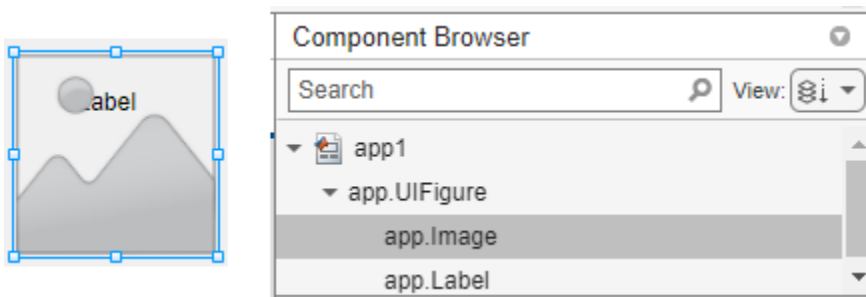 Label
Component Browser
Search
View:
app1
app.UIFigure
app.Image
app.Label